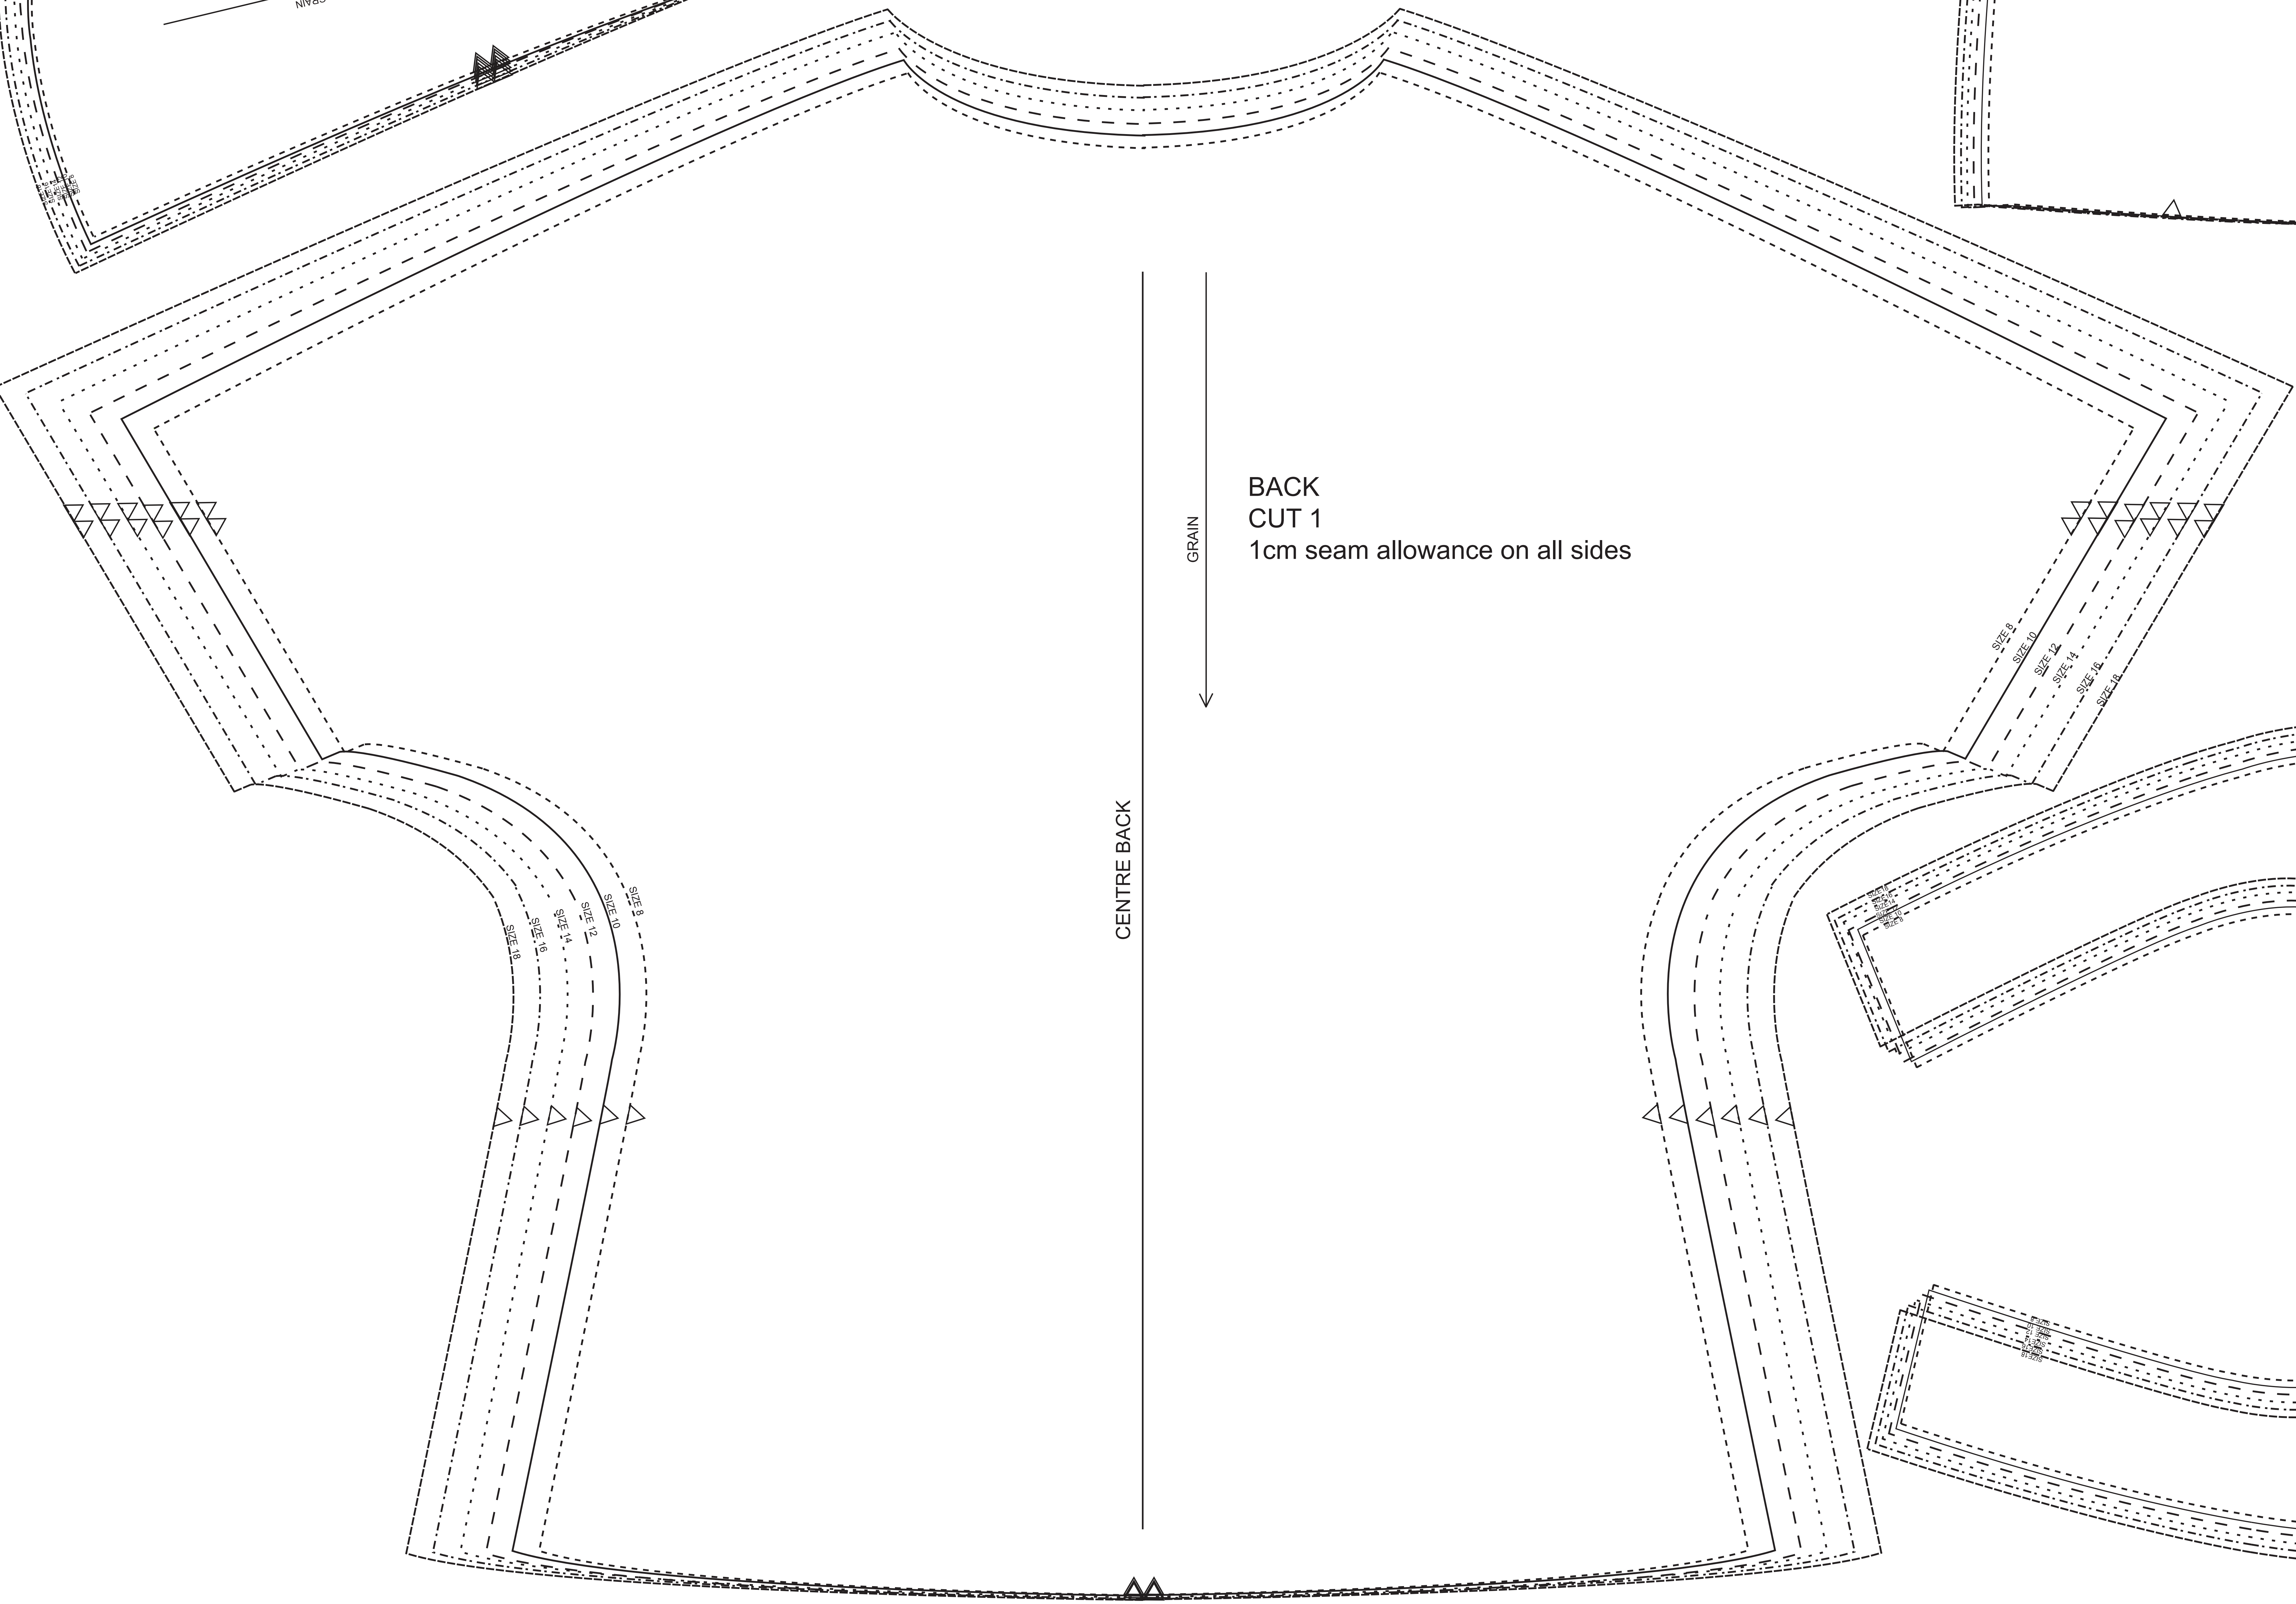 GRAIN
BACK
CUT 1
1cm seam allowance on all sides
GRAIN
CENTRE BACK
SIZE 8
SIZE 10
SIZE 12
SIZE 14
SIZE 16
SIZE 18
SIZE 18
SIZE 16
SIZE 14
SIZE 12
SIZE 10
SIZE 8